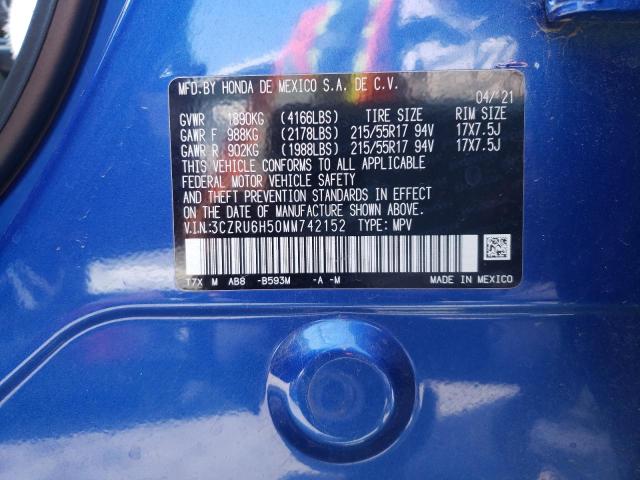 MFD.BY HONDA DE MEXICO S.A. DE C.V. 04/21
GVWR 1890KG (4166LBS) TIRE SIZE RIM SIZE
GAWR F 988KG (2178LBS) 215/55R17 94V 17X7.5J
GAWR R 902KG (1988LBS) 215/55R17 94V 17X7.5J
THIS VEHICLE CONFORMS TO ALL APPLICABLE
FEDERAL MOTOR VEHICLE SAFETY
AND THEFT PREVENTION STANDARDS IN EFFECT
ON THE DATE OF MANUFACTURE SHOWN ABOVE.
V.I.N.:3CZRU6H50MM742152 TYPE: MPV
T7X M AB8 -B593M -A -M MADE IN MEXICO